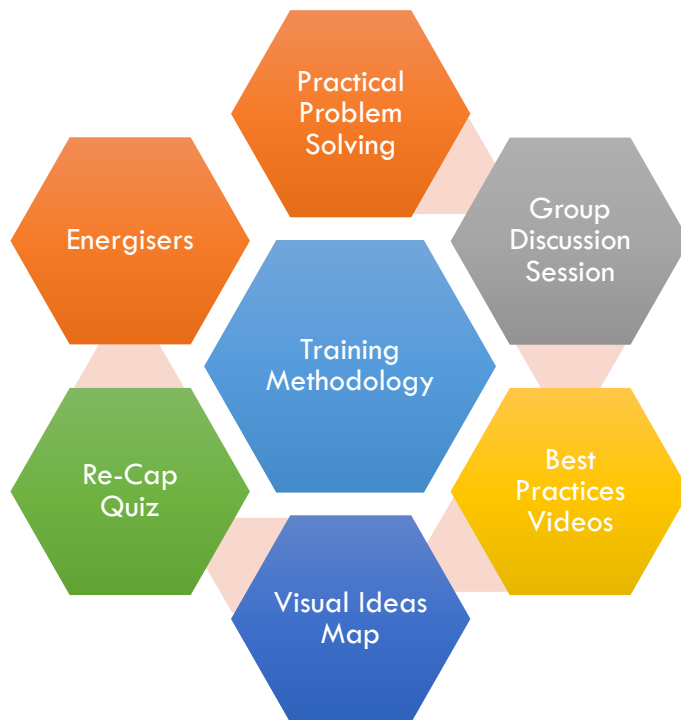 Practical
Problem
Solving
Group
Discussion
Session
Energisers
Training
Methodology
Best
Practices
Videos
Re-Cap
Quiz
Visual Ideas
Map